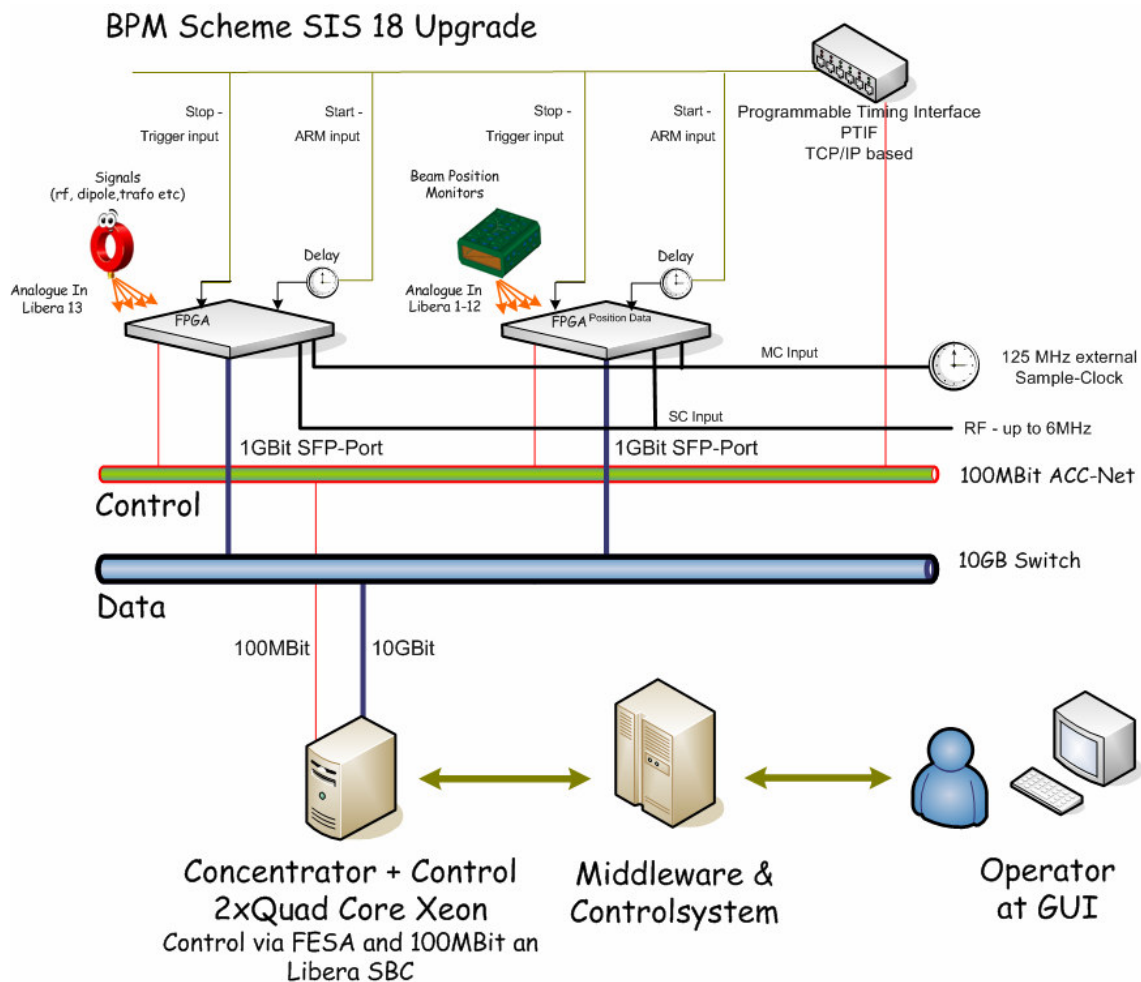 BPM Scheme SIS 18 Upgrade
Stop -
Trigger input
Start -
ARM input
Stop -
Trigger input
Start -
ARM input
Programmable Timing Interface
PTIF
TCP/IP based
Signals
(rf, dipole,trafo etc)
Beam Position
Monitors
Delay
Delay
Analogue In
Libera 13
Analogue In
Libera 1-12
FPGA
FPGA Position Data
MC Input
125 MHz external
Sample-Clock
SC Input
RF - up to 6MHz
1GBit SFP-Port
1GBit SFP-Port
100MBit ACC-Net
Control
10GB Switch
Data
100MBit
10GBit
Concentrator + Control
2xQuad Core Xeon
Control via FESA and 100MBit an
Libera SBC
Middleware &
Controlsystem
Operator
at GUI